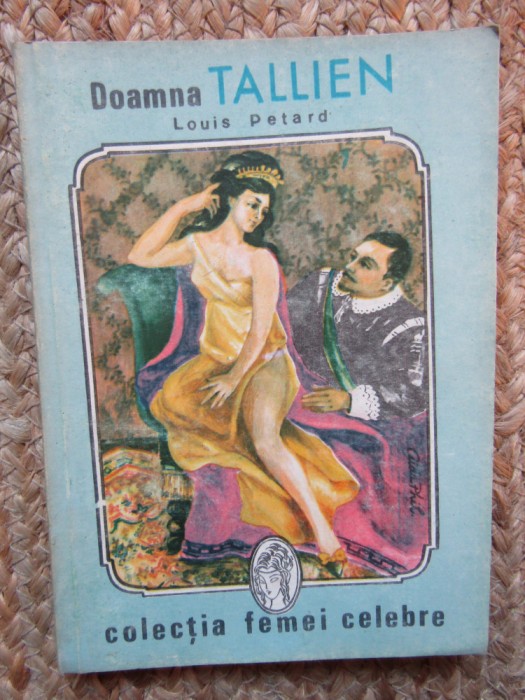 Doamna TALLIEN
Louis Petard
colecția femei celebre